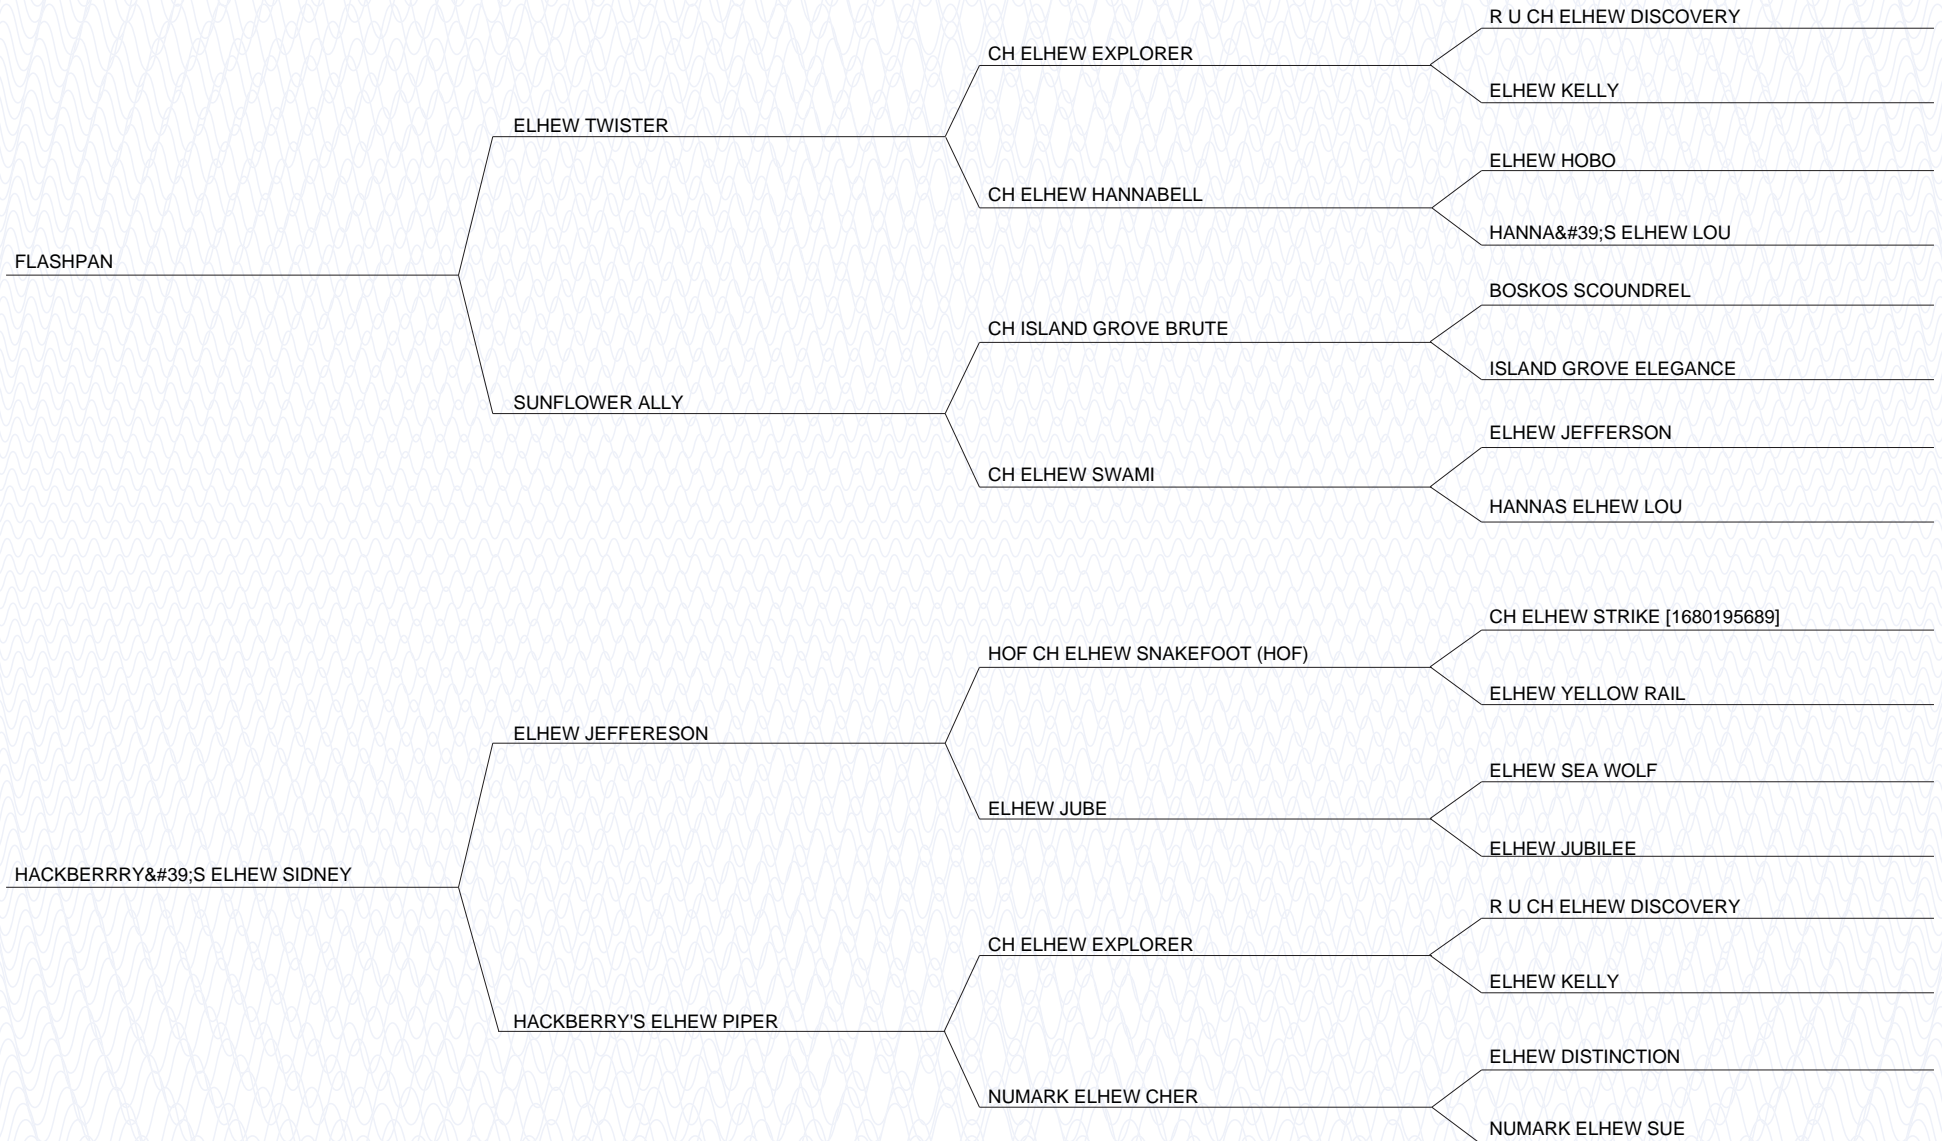 R U CH ELHEW DISCOVERY
CH ELHEW EXPLORER
ELHEW KELLY
ELHEW TWISTER
ELHEW HOBO
CH ELHEW HANNABELL
HANNA&#39;S ELHEW LOU
FLASHPAN
BOSKOS SCOUNDREL
CH ISLAND GROVE BRUTE
ISLAND GROVE ELEGANCE
SUNFLOWER ALLY
ELHEW JEFFERSON
CH ELHEW SWAMI
HANNAS ELHEW LOU
CH ELHEW STRIKE [1680195689]
HOF CH ELHEW SNAKEFOOT (HOF)
ELHEW YELLOW RAIL
ELHEW JEFFERESON
ELHEW SEA WOLF
ELHEW JUBE
ELHEW JUBILEE
HACKBERRRY&#39;S ELHEW SIDNEY
R U CH ELHEW DISCOVERY
CH ELHEW EXPLORER
ELHEW KELLY
HACKBERRY'S ELHEW PIPER
ELHEW DISTINCTION
NUMARK ELHEW CHER
NUMARK ELHEW SUE